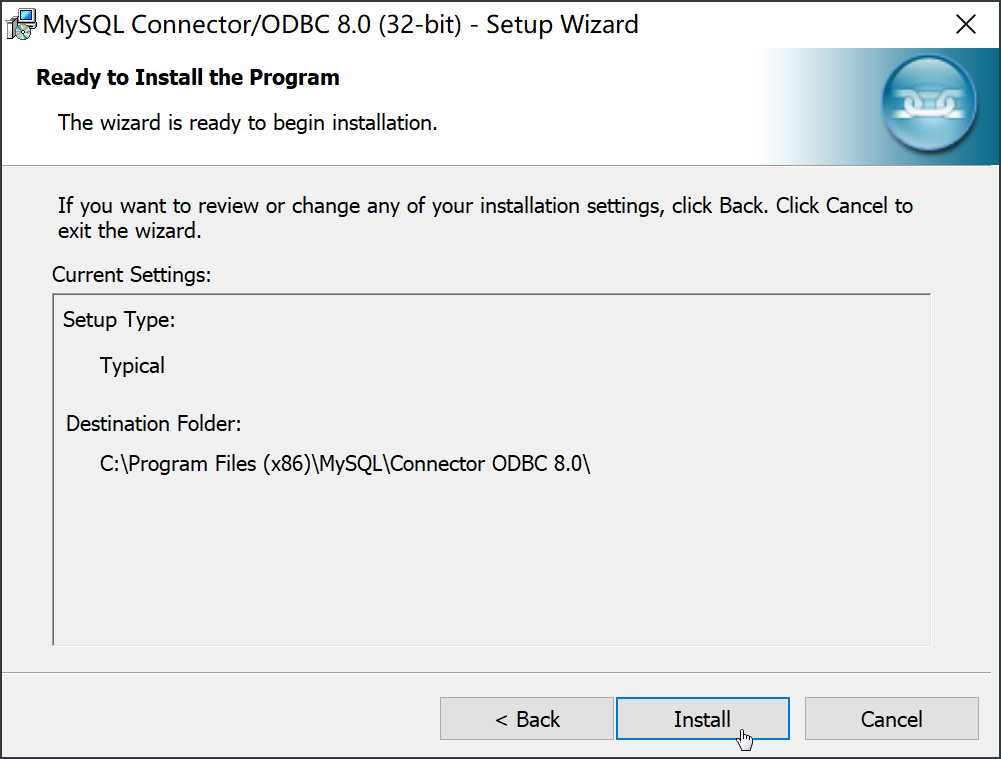 MySQL Connector/ODBC 8.0 (32-bit) - Setup Wizard
Ready to Install the Program
The wizard is ready to begin installation.
If you want to review or change any of your installation settings, click Back. Click Cancel to
exit the wizard.
Current Settings:
Setup Type:
Typical
Destination Folder:
C:\Program Files (x86)\MySQL\Connector ODBC 8.0\
< Back
Install
Cancel